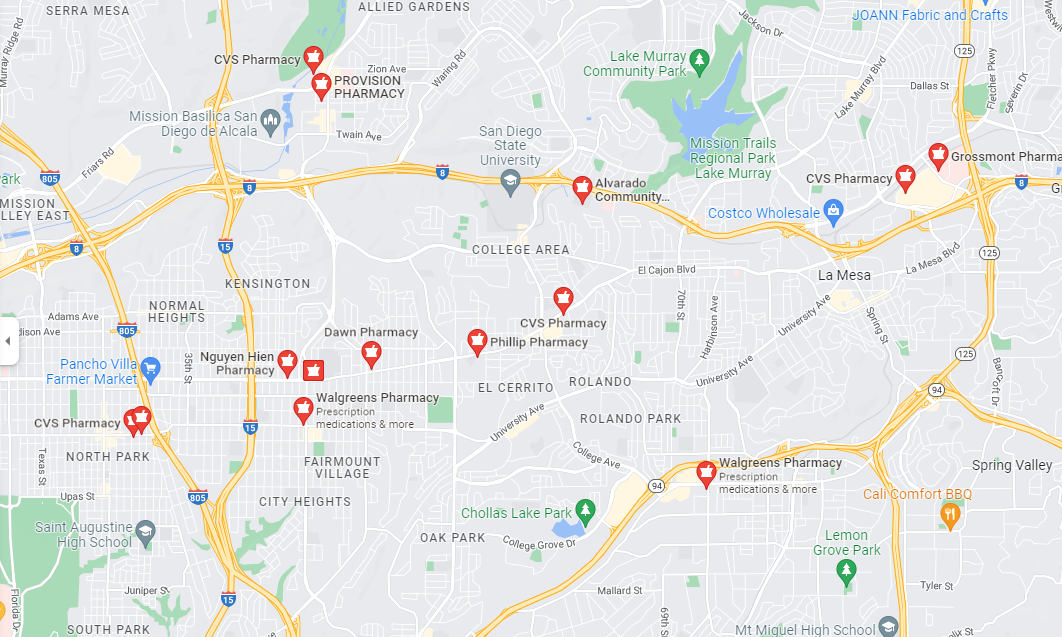 SERRA MESA
ALLIED GARDENS
JOANN Fabric and Crafts
Jackson Dr
Murray Ridge Rd
CVS Pharmacy
PROVISION
PHARMACY
Zion Ave
Waring Rd
Lake Murray
Community Park
125
Fletcher Pkwy
Severin Dr
Dallas St
Lake Murray Blvd
Mission Basilica San
Diego de Alcala
Twain Ave
San Diego
State
University
Mission Trails
Regional Park
Lake Murray
Friars Rd
805
8
8
8
Grossmont Pharma
CVS Pharmacy
Alvarado
Community...
Costco Wholesale
ark
MISSION
LLEY EAST
8
15
COLLEGE AREA
125
El Cajon Blvd
La Mesa
La Mesa Blvd
KENSINGTON
NORMAL
HEIGHTS
Adams Ave
dison Ave
805
70th St
Harbinson Ave
University Ave
Spring St
CVS Pharmacy
Dawn Pharmacy
Phillip Pharmacy
Nguyen Hien
Pharmacy
Pancho Villa
Farmer Market
35th St
125
Bancroft Dr
EL CERRITO
ROLANDO
University Ave
94
Walgreens Pharmacy
Prescription
medications & more
CVS Pharmacy
15
University Ave
ROLANDO PARK
NORTH PARK
Texas St
FAIRMOUNT
VILLAGE
College Ave
Walgreens Pharmacy
Prescription
medications & more
94
Spring Valley
Upas St
805
CITY HEIGHTS
Cali Comfort BBQ
Saint Augustine
High School
Chollas Lake Park
OAK PARK
College Grove Dr
Lemon
Grove Park
Juniper St
15
Mallard St
Tyler St
Florida Dr
SOUTH PARK
69th St
Mt Miguel High School